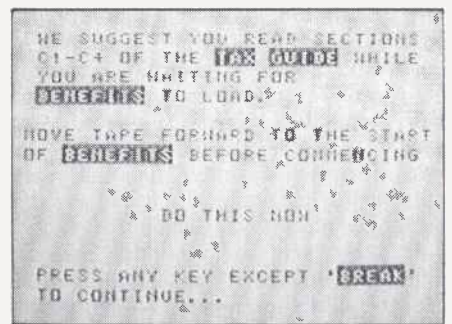 WE SUGGEST YOU READ SECTIONS
C1-C4 OF THE TAX GUIDE WHILE
YOU ARE WAITING FOR
BENEFITS TO LOAD.
MOVE TAPE FORWARD TO THE START
OF BENEFITS BEFORE COMMENCING
DO THIS NOW
PRESS ANY KEY EXCEPT "BREAK"
TO CONTINUE...